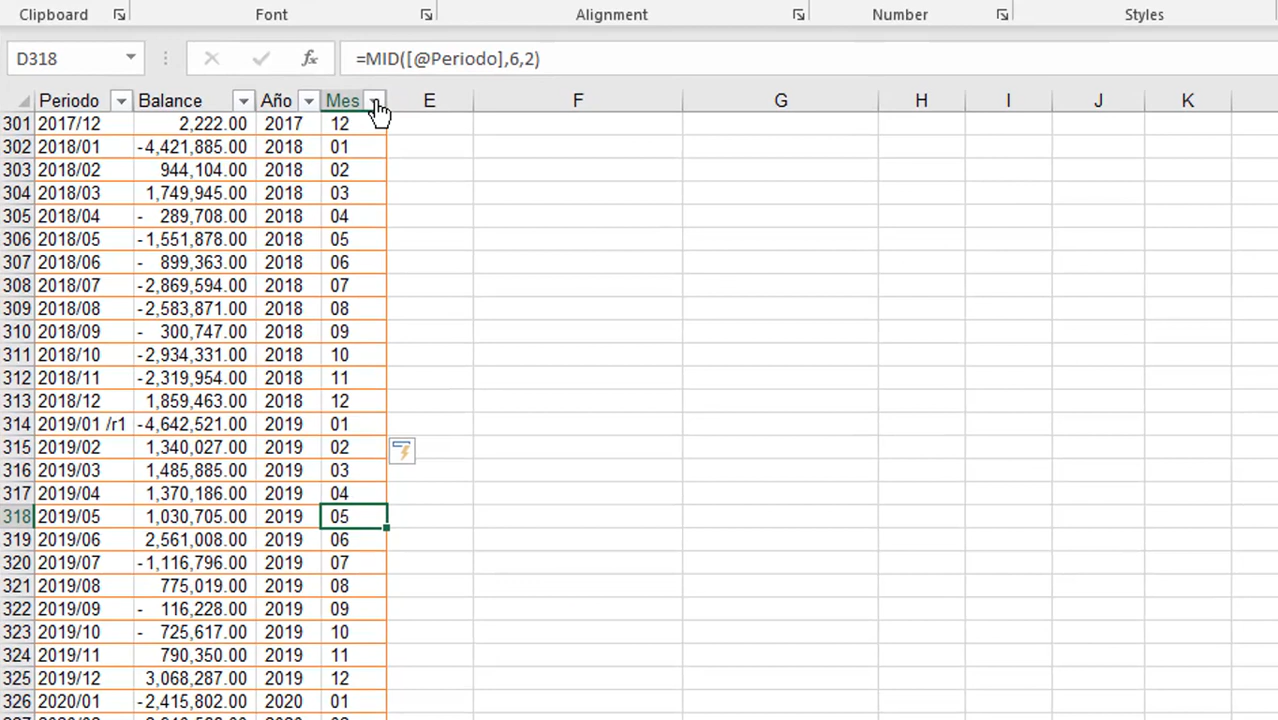 Clipboard Font Alignment Number Styles
D318 fx =MID([@Periodo],6,2)
Periodo Balance Año Mes E F G H I J K
301 2017/12 2,222.00 2017 12
302 2018/01 -4,421,885.00 2018 01
303 2018/02 944,104.00 2018 02
304 2018/03 1,749,945.00 2018 03
305 2018/04 - 289,708.00 2018 04
306 2018/05 -1,551,878.00 2018 05
307 2018/06 - 899,363.00 2018 06
308 2018/07 -2,869,594.00 2018 07
309 2018/08 -2,583,871.00 2018 08
310 2018/09 - 300,747.00 2018 09
311 2018/10 -2,934,331.00 2018 10
312 2018/11 -2,319,954.00 2018 11
313 2018/12 1,859,463.00 2018 12
314 2019/01 /r1 -4,642,521.00 2019 01
315 2019/02 1,340,027.00 2019 02
316 2019/03 1,485,885.00 2019 03
317 2019/04 1,370,186.00 2019 04
318 2019/05 1,030,705.00 2019 05
319 2019/06 2,561,008.00 2019 06
320 2019/07 -1,116,796.00 2019 07
321 2019/08 775,019.00 2019 08
322 2019/09 - 116,228.00 2019 09
323 2019/10 - 725,617.00 2019 10
324 2019/11 790,350.00 2019 11
325 2019/12 3,068,287.00 2019 12
326 2020/01 -2,415,802.00 2020 01